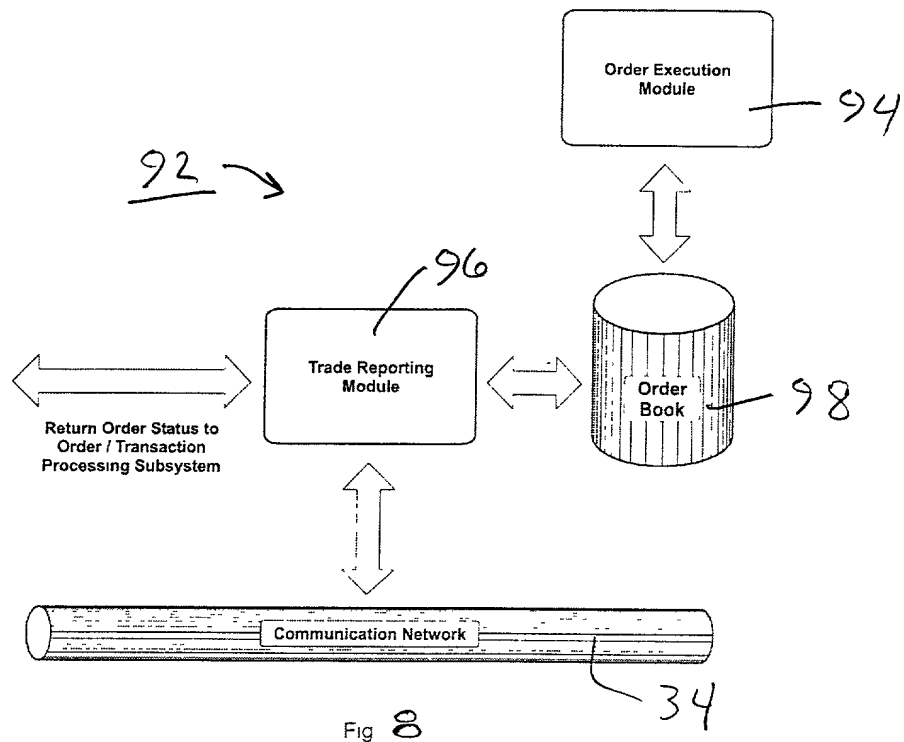 Order Execution
Module
94
92
96
Trade Reporting
Module
Order
Book
98
Return Order Status to
Order / Transaction
Processing Subsystem
Communication Network
34
Fig 8